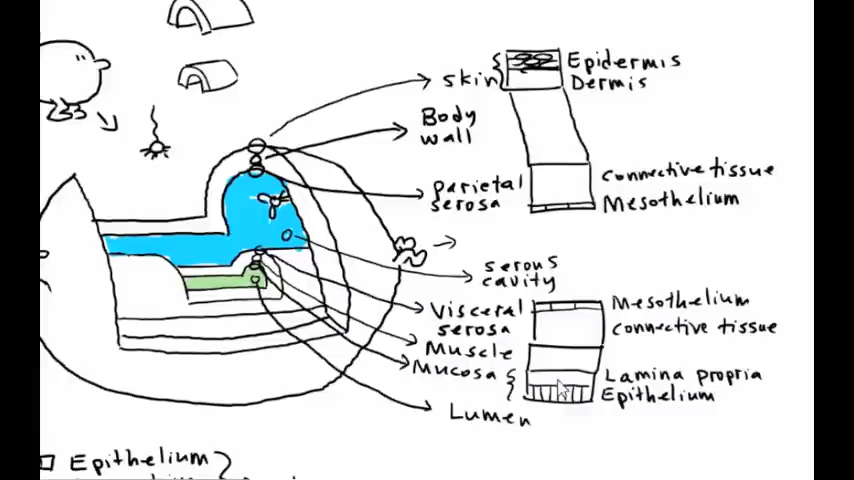 skin
Epidermis
Dermis
Body
wall
parietal
serosa
connective tissue
Mesothelium
serous
cavity
visceral
serosa
Mesothelium
connective tissue
Muscle
Mucosa
Lamina propria
Epithelium
Lumen
Epithelium